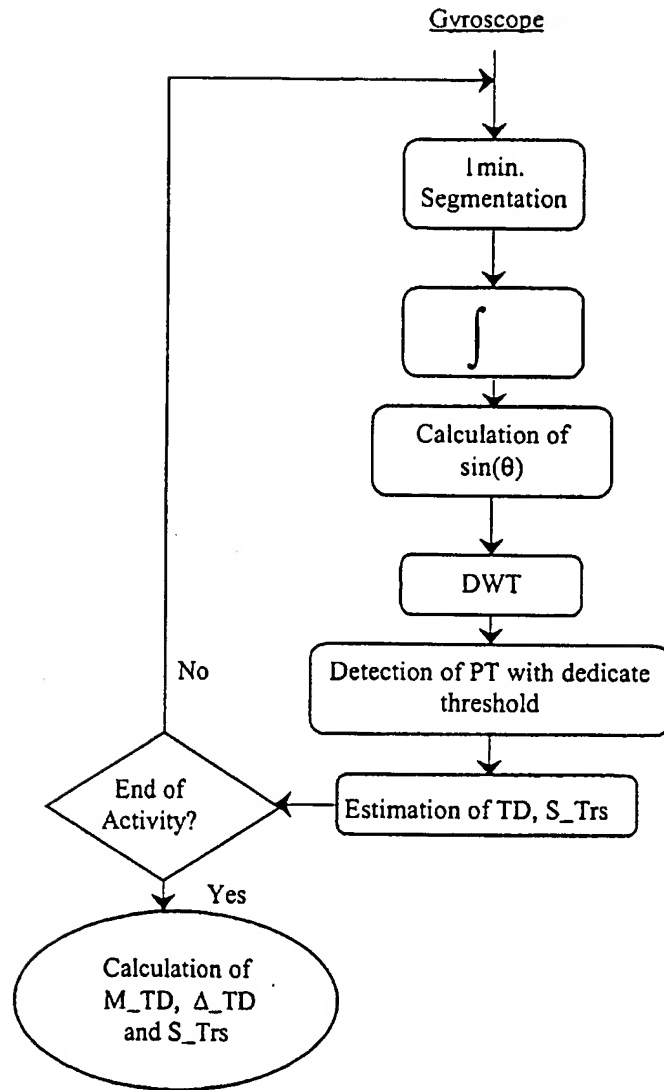 Gyroscope
1min.
Segmentation
∫
Calculation of
sin(θ)
DWT
No
Detection of PT with dedicate
threshold
End of
Activity?
Estimation of TD, S_Trs
Yes
Calculation of
M_TD, Δ_TD
and S_Trs